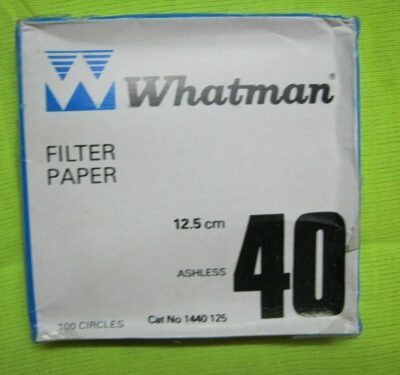 Whatman®
FILTER
PAPER
12.5 cm
ASHLESS
40
100 CIRCLES
Cat No 1440 125